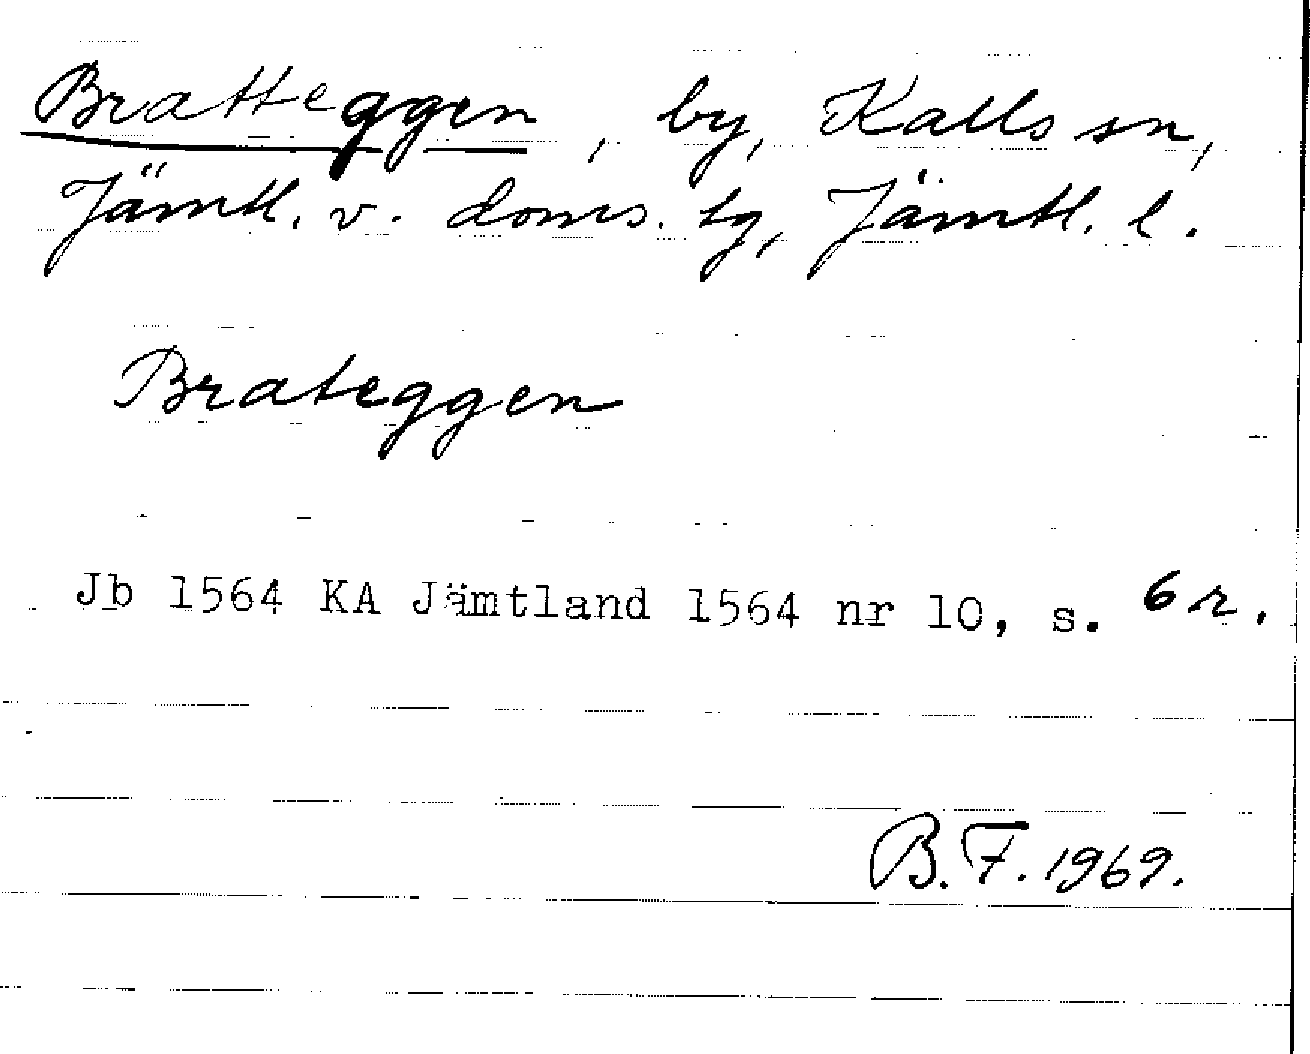 Bratteggen, by, Kalls sn,
Jämtl. v. doms. tg, Jämtl. l.
Brateggen
Jb 1564 KA Jämtland 1564 nr 10, s. 6 r.
B.F. 1969.